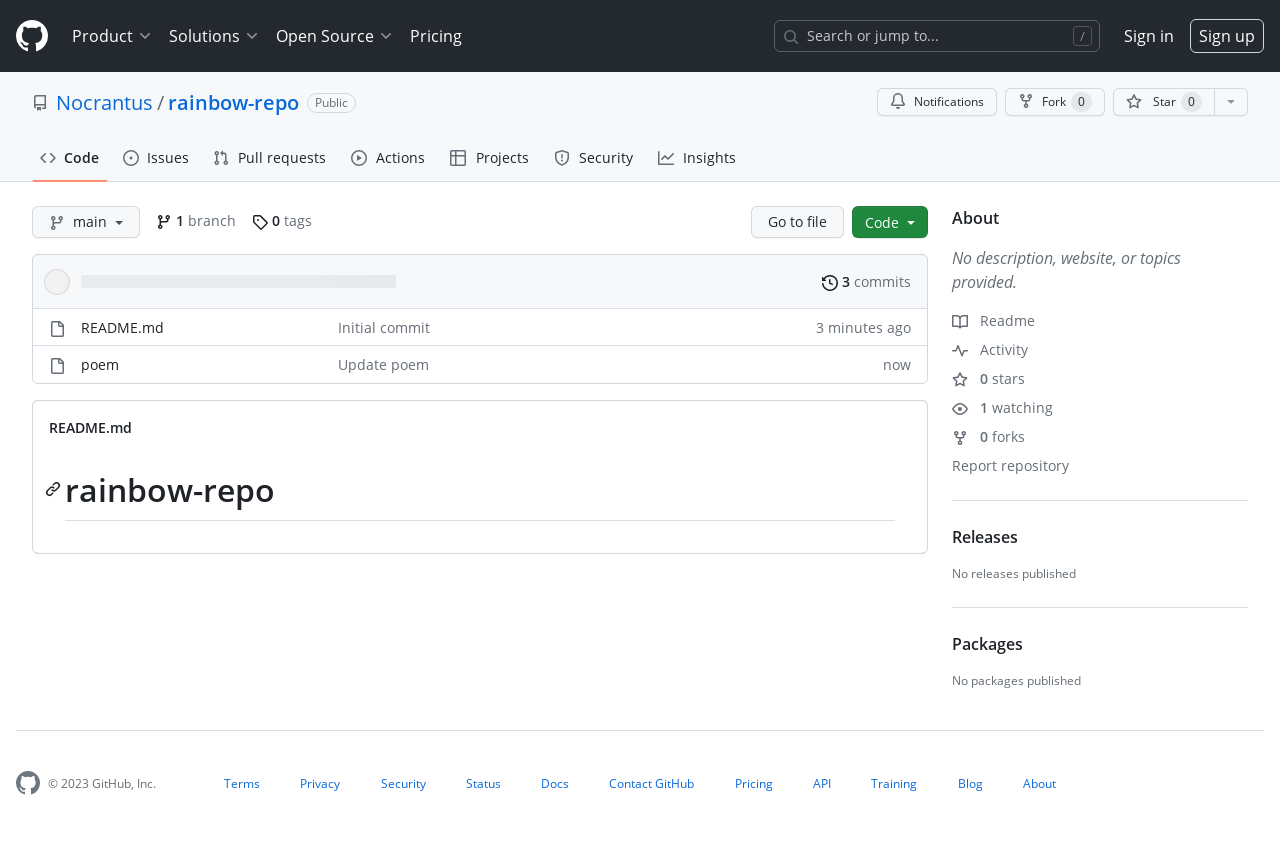 Product Solutions Open Source Pricing Search or jump to... / Sign in Sign up
Nocrantus / rainbow-repo Public Notifications Fork 0 Star 0
Code Issues Pull requests Actions Projects Security Insights
main 1 branch 0 tags Go to file Code
3 commits
README.md Initial commit 3 minutes ago
poem Update poem now
README.md
rainbow-repo
About
No description, website, or topics
provided.
Readme
Activity
0 stars
1 watching
0 forks
Report repository
Releases
No releases published
Packages
No packages published
© 2023 GitHub, Inc. Terms Privacy Security Status Docs Contact GitHub Pricing API Training Blog About